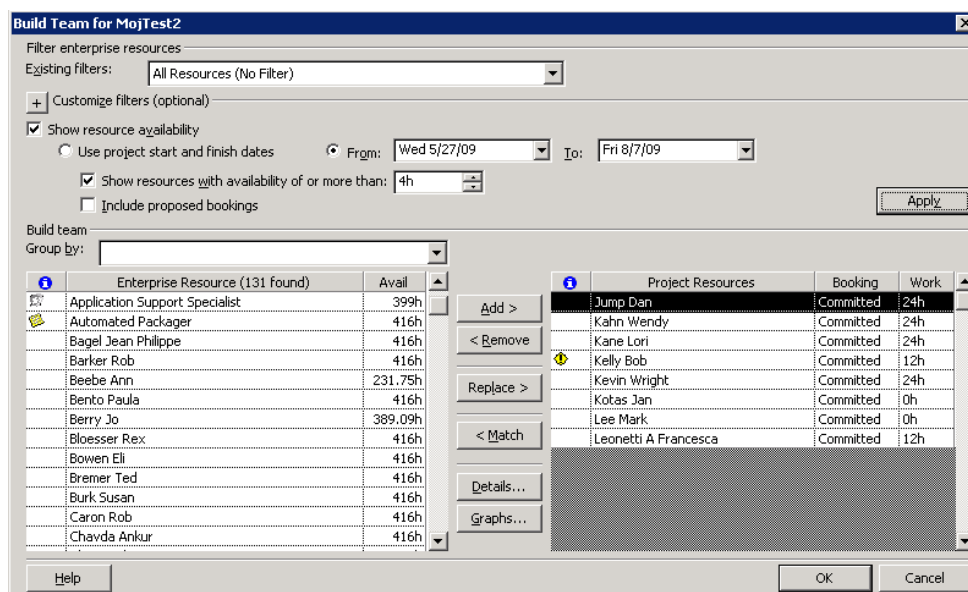 Build Team for MojTest2
Filter enterprise resources
Existing filters: All Resources (No Filter)
+ Customize filters (optional)
Show resource availability
Use project start and finish dates From: Wed 5/27/09 To: Fri 8/7/09
Show resources with availability of or more than: 4h
Include proposed bookings
Apply
Build team
Group by:
Enterprise Resource (131 found) Avail
Application Support Specialist 399h
Automated Packager 416h
Bagel Jean Philippe 416h
Barker Rob 416h
Beebe Ann 231.75h
Bento Paula 416h
Berry Jo 389.09h
Bloesser Rex 416h
Bowen Eli 416h
Bremer Ted 416h
Burk Susan 416h
Caron Rob 416h
Chavda Ankur 416h
Add >
< Remove
Replace >
< Match
Details...
Graphs...
Project Resources Booking Work
Jump Dan Committed 24h
Kahn Wendy Committed 24h
Kane Lori Committed 24h
Kelly Bob Committed 12h
Kevin Wright Committed 24h
Kotas Jan Committed 0h
Lee Mark Committed 0h
Leonetti A Francesca Committed 12h
Help OK Cancel